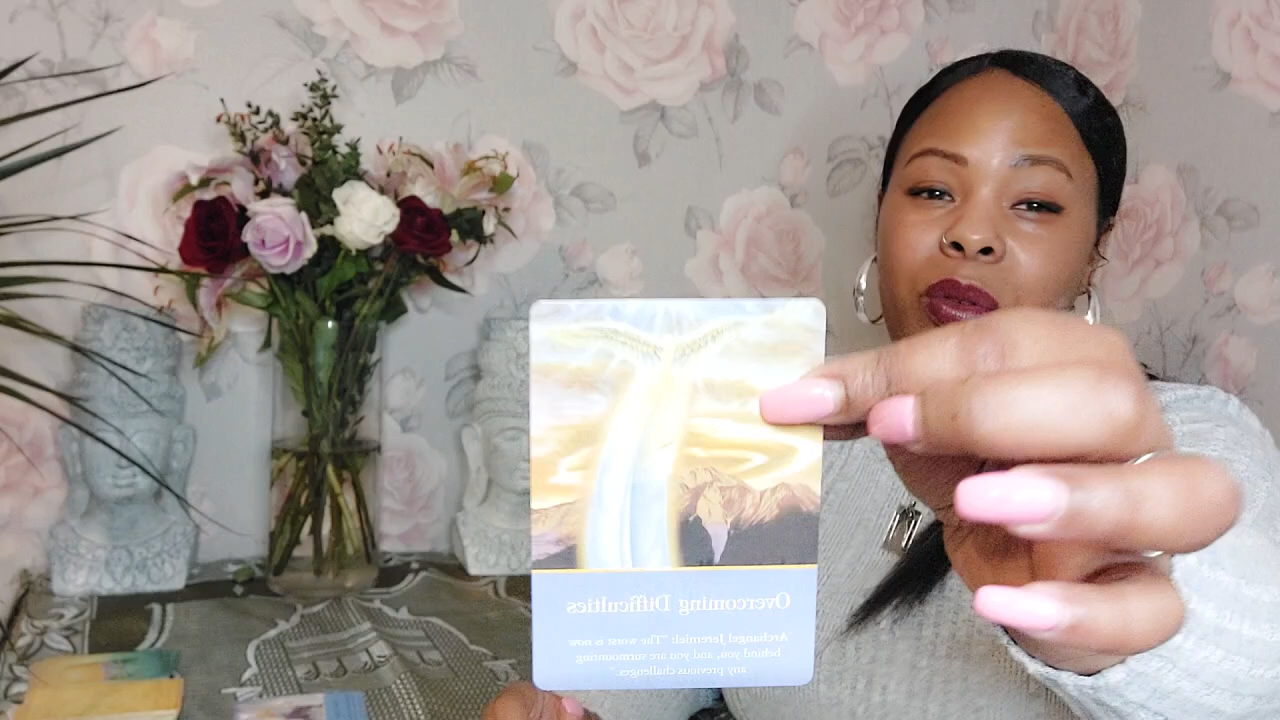 Overcoming Difficulties
Archangel Jeremiel: "The worst is now
behind you, and you are surmounting
any previous challenges."